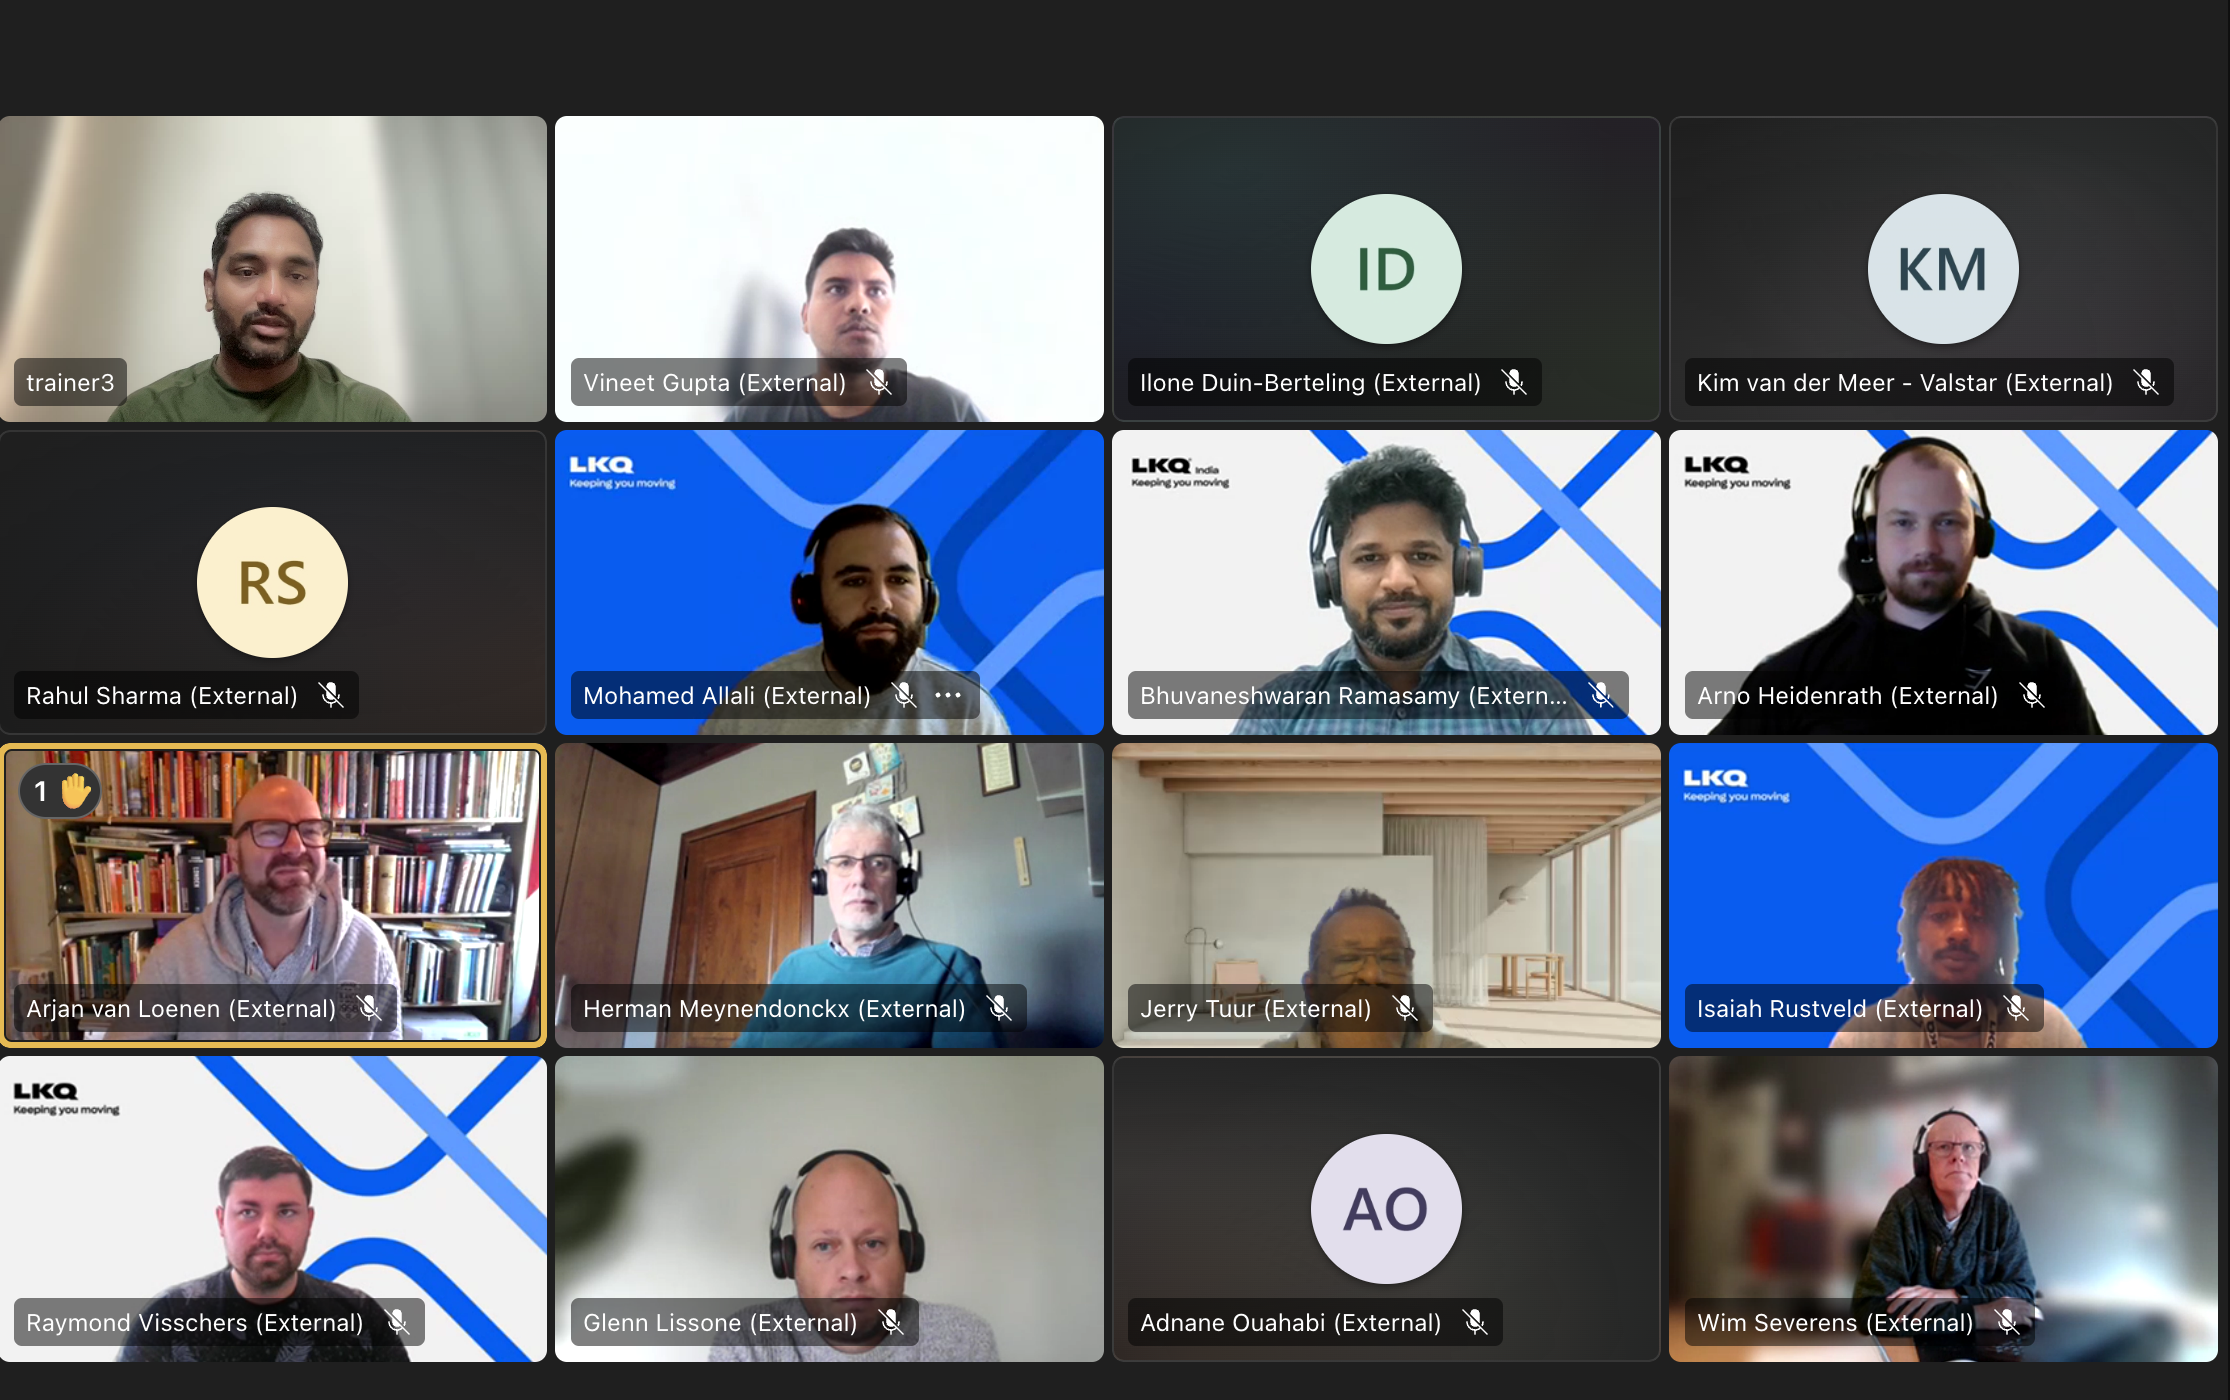 trainer3
Vineet Gupta (External)
ID
Ilone Duin-Berteling (External)
KM
Kim van der Meer - Valstar (External)
RS
Rahul Sharma (External)
LKQ
Keeping you moving
Mohamed Allali (External)
LKQ India
Keeping you moving
Bhuvaneshwaran Ramasamy (Extern...
LKQ
Keeping you moving
Arno Heidenrath (External)
1
Arjan van Loenen (External)
Herman Meynendonckx (External)
Jerry Tuur (External)
LKQ
Keeping you moving
Isaiah Rustveld (External)
LKQ
Keeping you moving
Raymond Visschers (External)
Glenn Lissone (External)
AO
Adnane Ouahabi (External)
Wim Severens (External)